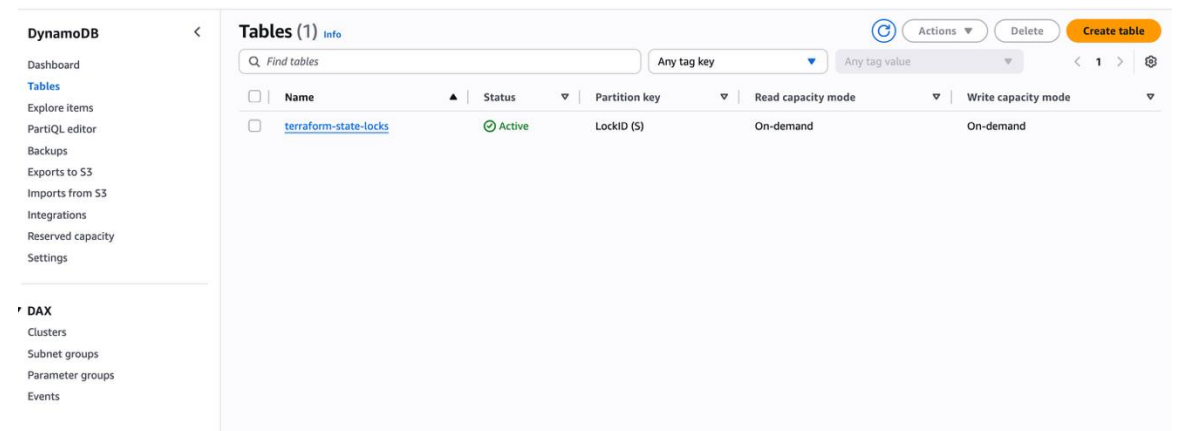 DynamoDB
Dashboard
Tables
Explore items
PartiQL editor
Backups
Exports to S3
Imports from S3
Integrations
Reserved capacity
Settings
DAX
Clusters
Subnet groups
Parameter groups
Events
Tables (1) Info
Actions Delete Create table
Find tables Any tag key Any tag value 1
Name Status Partition key Read capacity mode Write capacity mode
terraform-state-locks Active LockID (S) On-demand On-demand